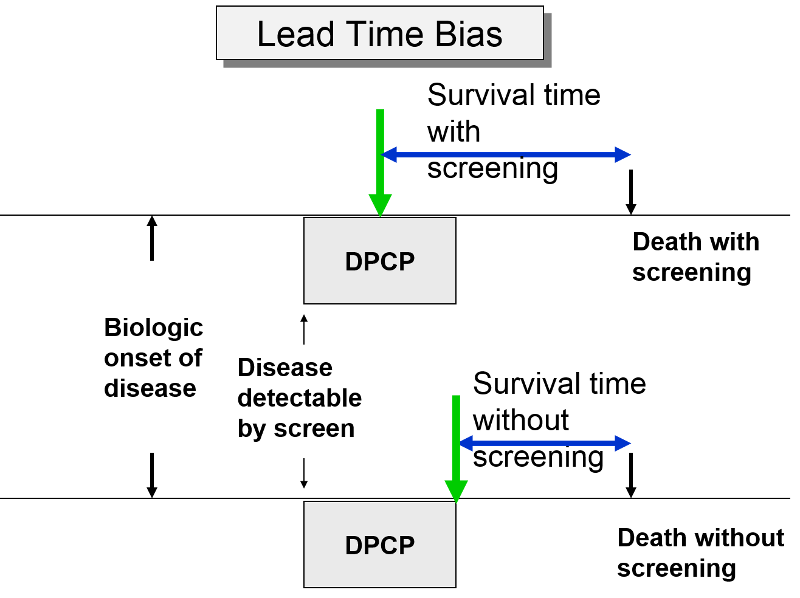 Lead Time Bias
Survival time
with
screening
DPCP
Death with
screening
Biologic
onset of
disease
Disease
detectable
by screen
Survival time
without
screening
DPCP
Death without
screening